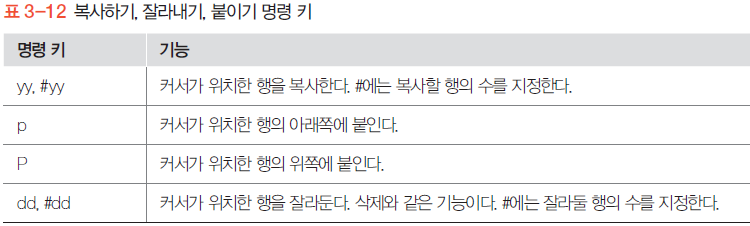 표 3-12 복사하기, 잘라내기, 붙이기 명령 키
명령 키 기능
yy, #yy 커서가 위치한 행을 복사한다. #에는 복사할 행의 수를 지정한다.
p 커서가 위치한 행의 아래쪽에 붙인다.
P 커서가 위치한 행의 위쪽에 붙인다.
dd, #dd 커서가 위치한 행을 잘라둔다. 삭제와 같은 기능이다. #에는 잘라둘 행의 수를 지정한다.